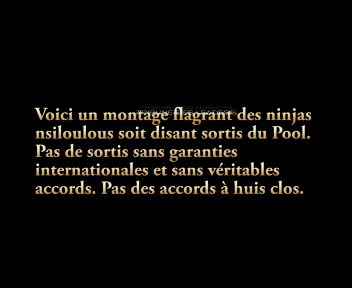 Voici un montage flagrant des ninjas
nsiloulous soit disant sortis du Pool.
Pas de sortis sans garanties
internationales et sans véritables
accords. Pas des accords à huis clos.